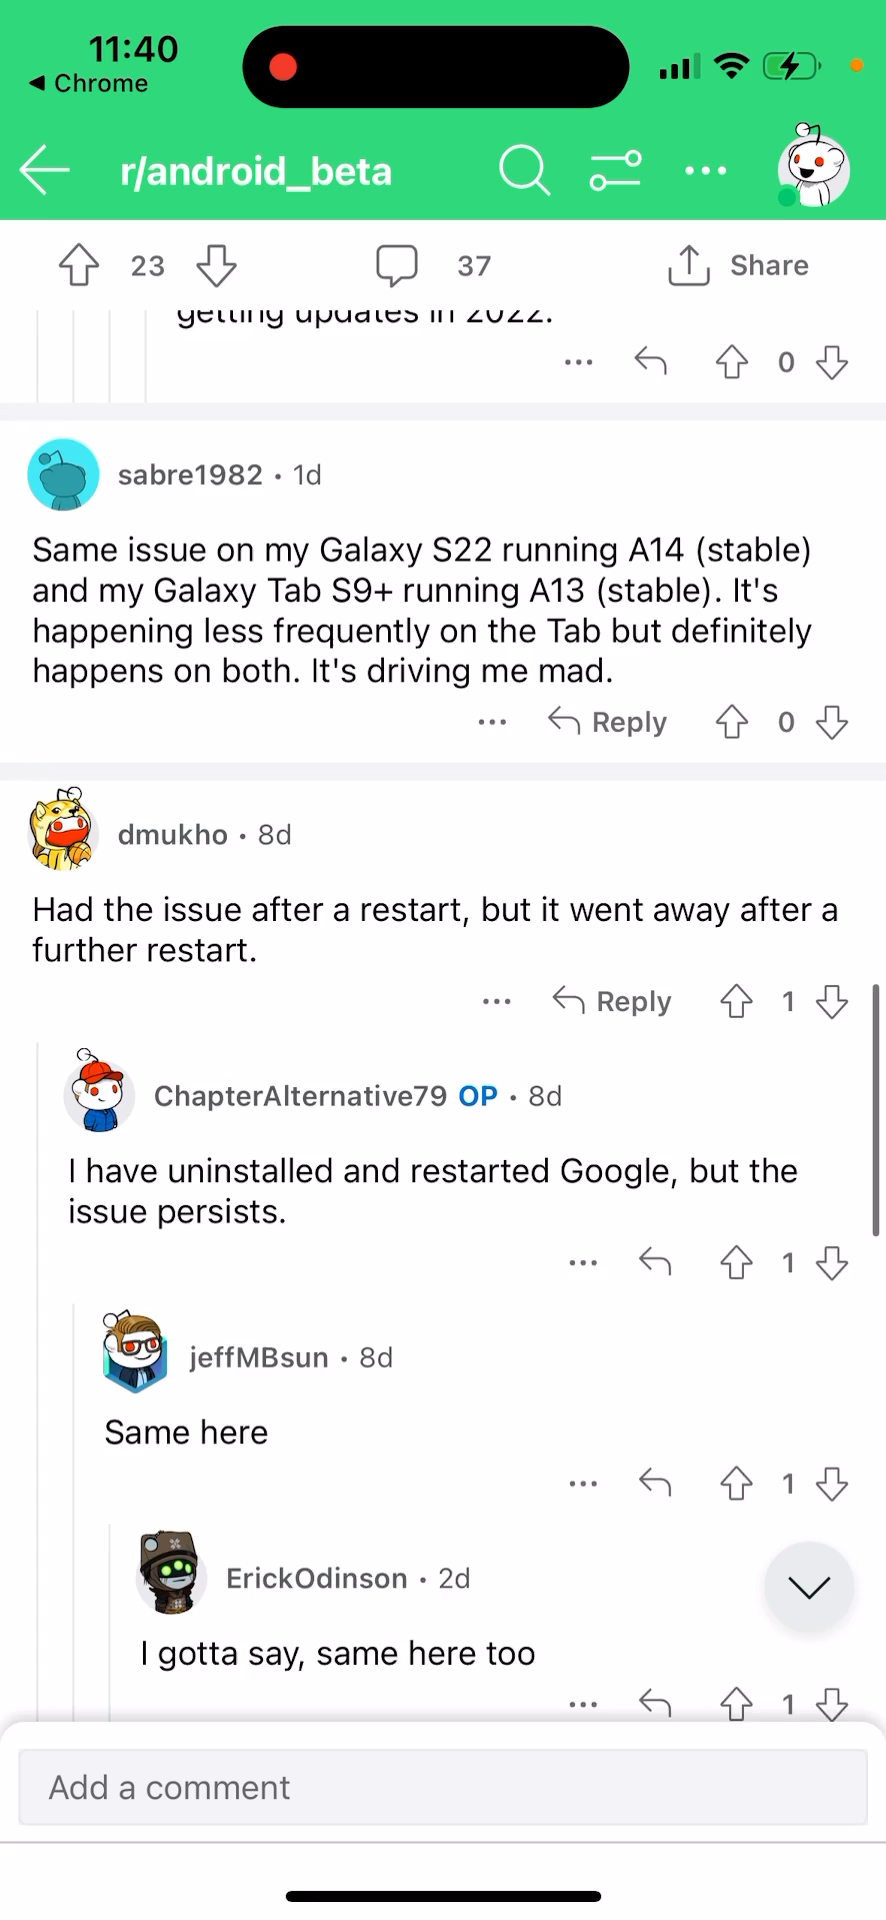 11:40
◄ Chrome
r/android_beta
23
37
Share
getting updates in 2022.
0
sabre1982 • 1d
Same issue on my Galaxy S22 running A14 (stable)
and my Galaxy Tab S9+ running A13 (stable). It's
happening less frequently on the Tab but definitely
happens on both. It's driving me mad.
Reply
0
dmukho • 8d
Had the issue after a restart, but it went away after a
further restart.
Reply
1
ChapterAlternative79 OP • 8d
I have uninstalled and restarted Google, but the
issue persists.
1
jeffMBsun • 8d
Same here
1
ErickOdinson • 2d
I gotta say, same here too
1
Add a comment